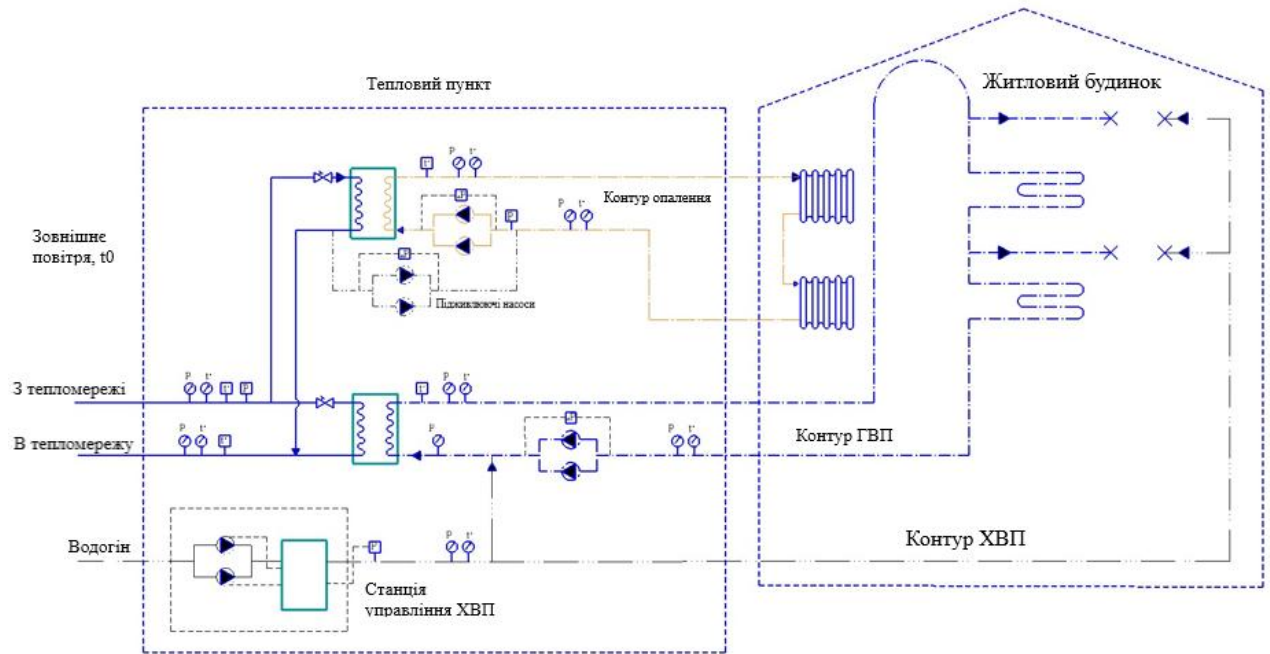 Тепловий пункт
Житловий будинок
P t°
t°
P
Контур опалення
Зовнішнє
повітря, t0
P
P t°
Підживлюючі насоси
P t° t° P
З тепломережі
t° P t°
P t° t°
В тепломережу
P
P
P t°
Контур ГВП
Водогін
P
P t°
Контур ХВП
Станція
управління ХВП